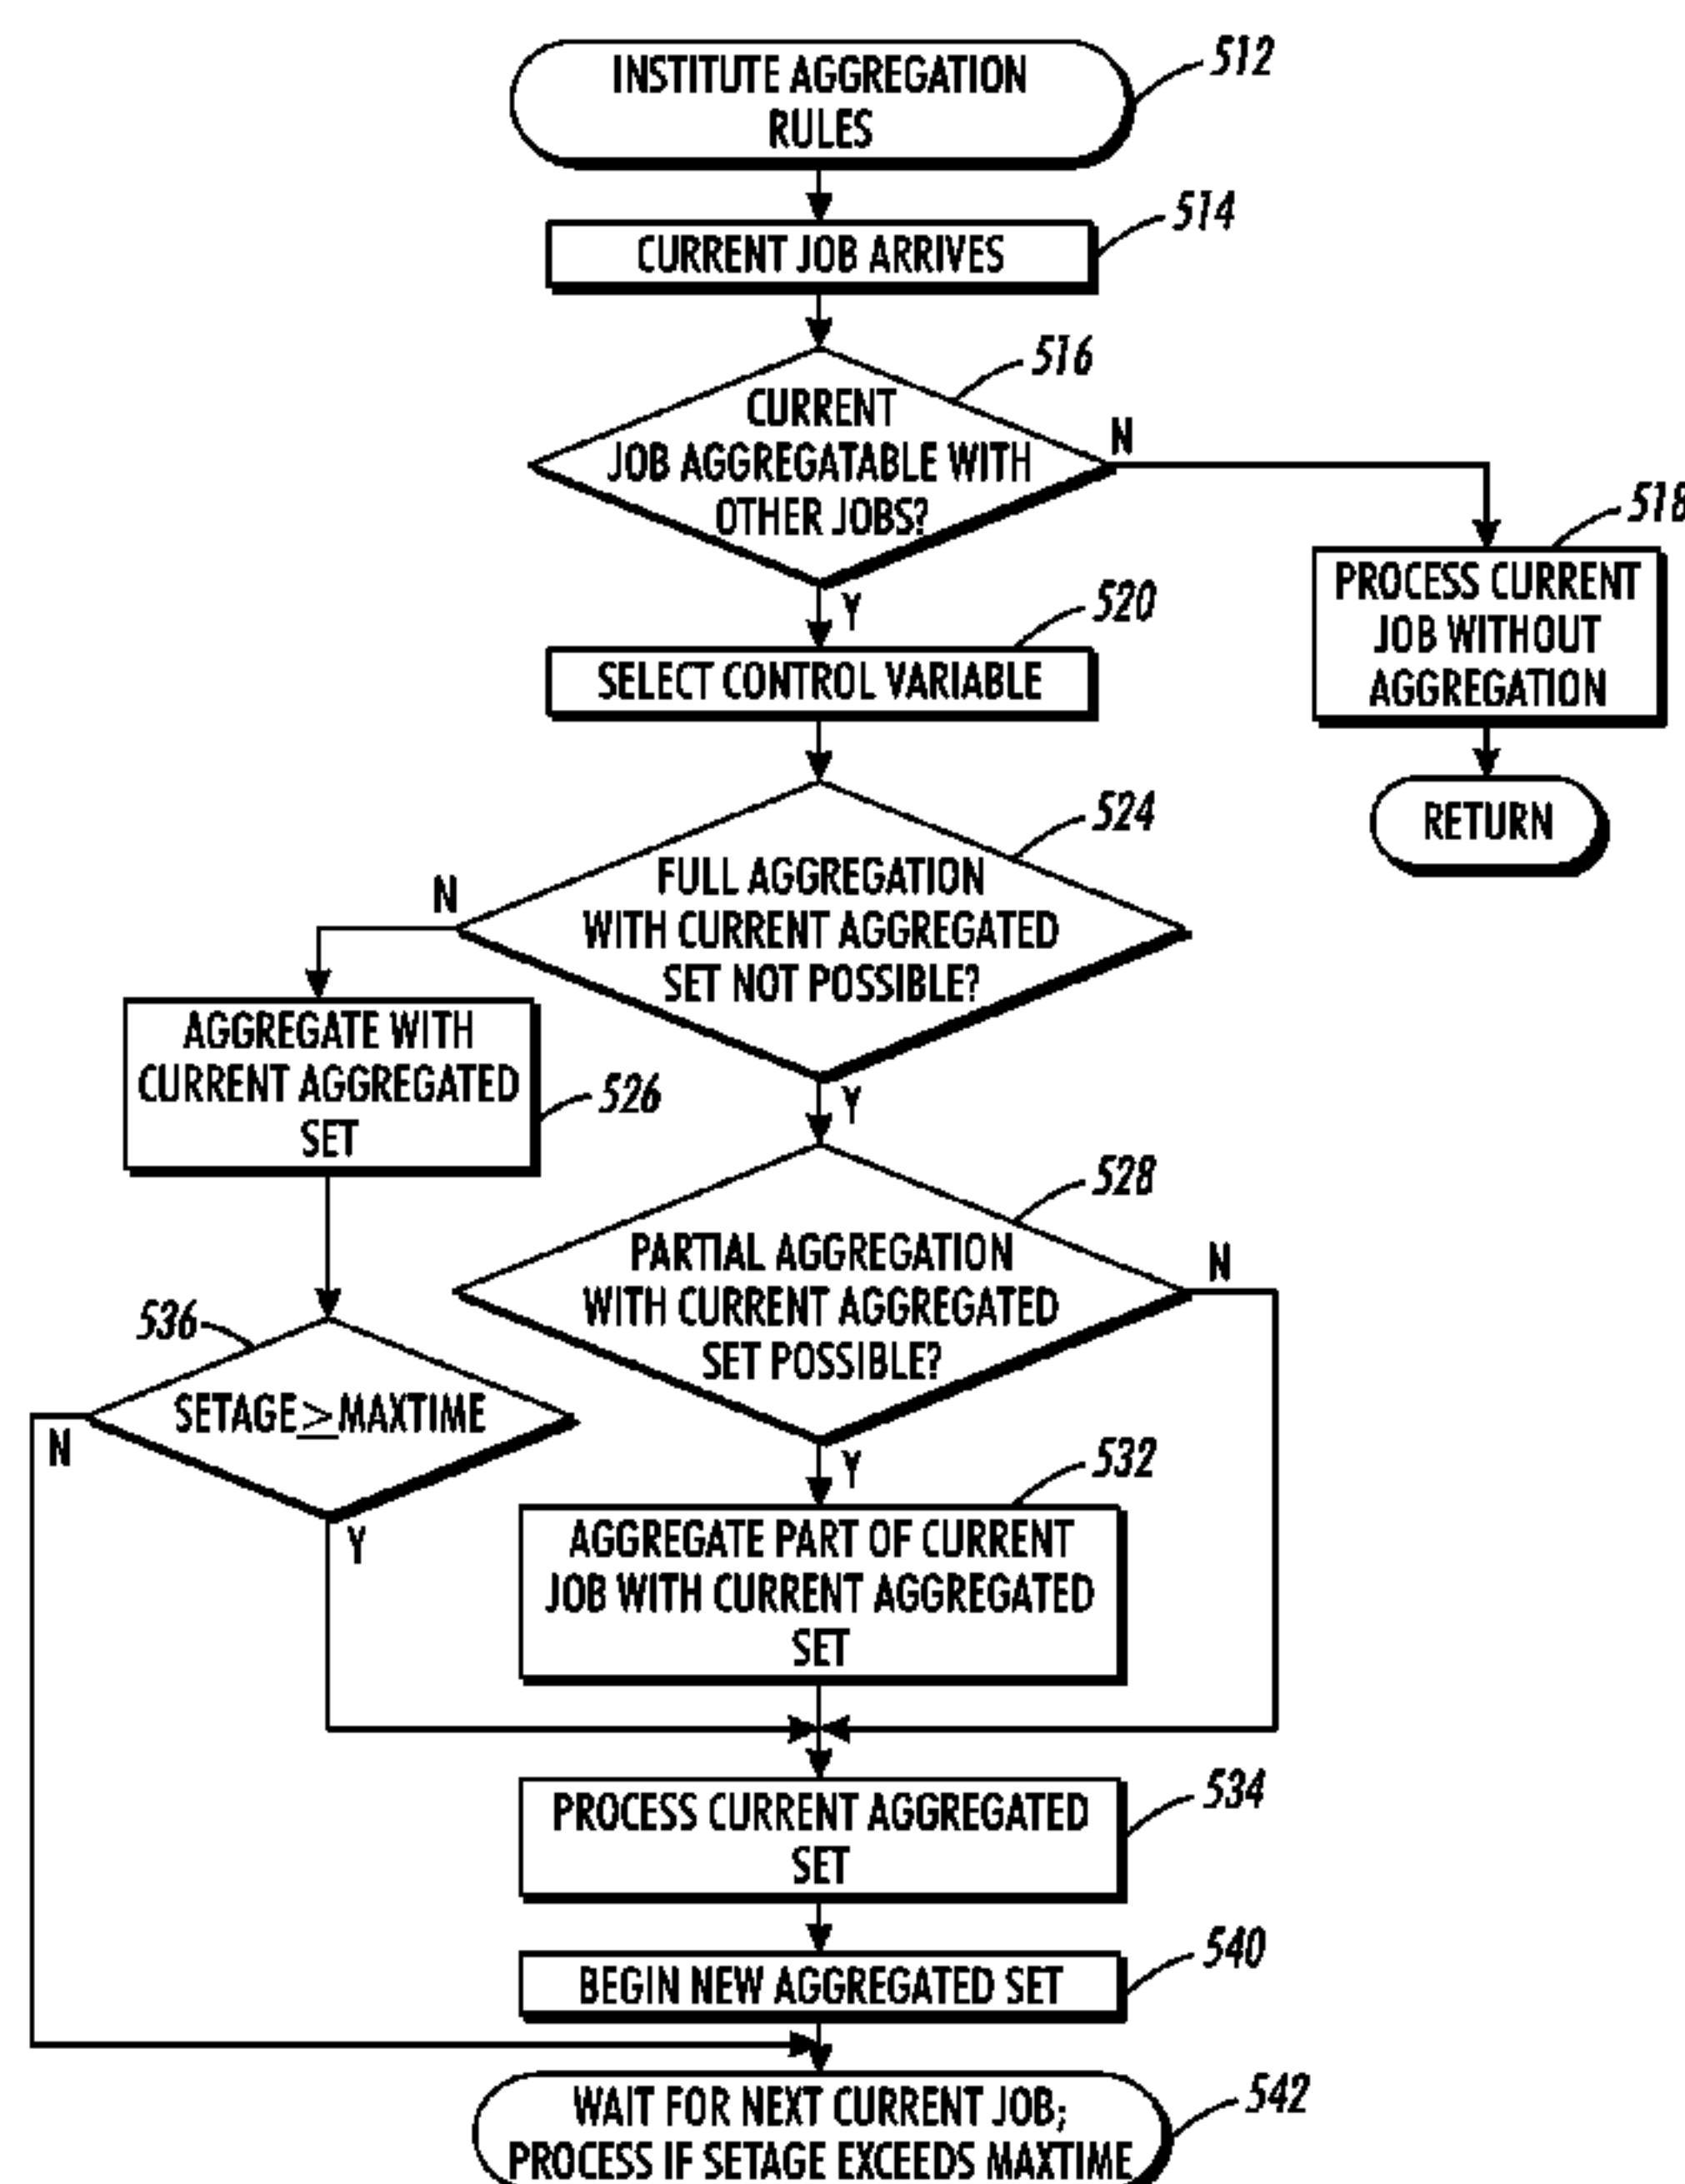 INSTITUTE AGGREGATION
RULES
512
CURRENT JOB ARRIVES
514
CURRENT
JOB AGGREGATABLE WITH
OTHER JOBS?
516
N
Y
518
PROCESS CURRENT
JOB WITHOUT
AGGREGATION
RETURN
520
SELECT CONTROL VARIABLE
524
FULL AGGREGATION
WITH CURRENT AGGREGATED
SET NOT POSSIBLE?
N
Y
AGGREGATE WITH
CURRENT AGGREGATED
SET
526
528
PARTIAL AGGREGATION
WITH CURRENT AGGREGATED
SET POSSIBLE?
N
Y
536
SETAGE≥MAXTIME
N
Y
532
AGGREGATE PART OF CURRENT
JOB WITH CURRENT AGGREGATED
SET
534
PROCESS CURRENT AGGREGATED
SET
540
BEGIN NEW AGGREGATED SET
542
WAIT FOR NEXT CURRENT JOB;
PROCESS IF SETAGE EXCEEDS MAXTIME